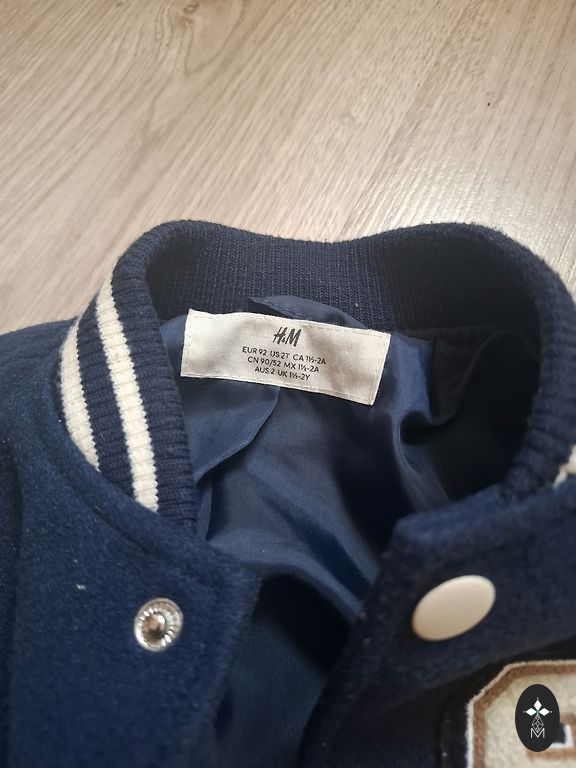 H&M
EUR 92 US 2T CA 1½-2A
CN 90/52 MX 1½-2A
AUS 2 UK 1½-2Y